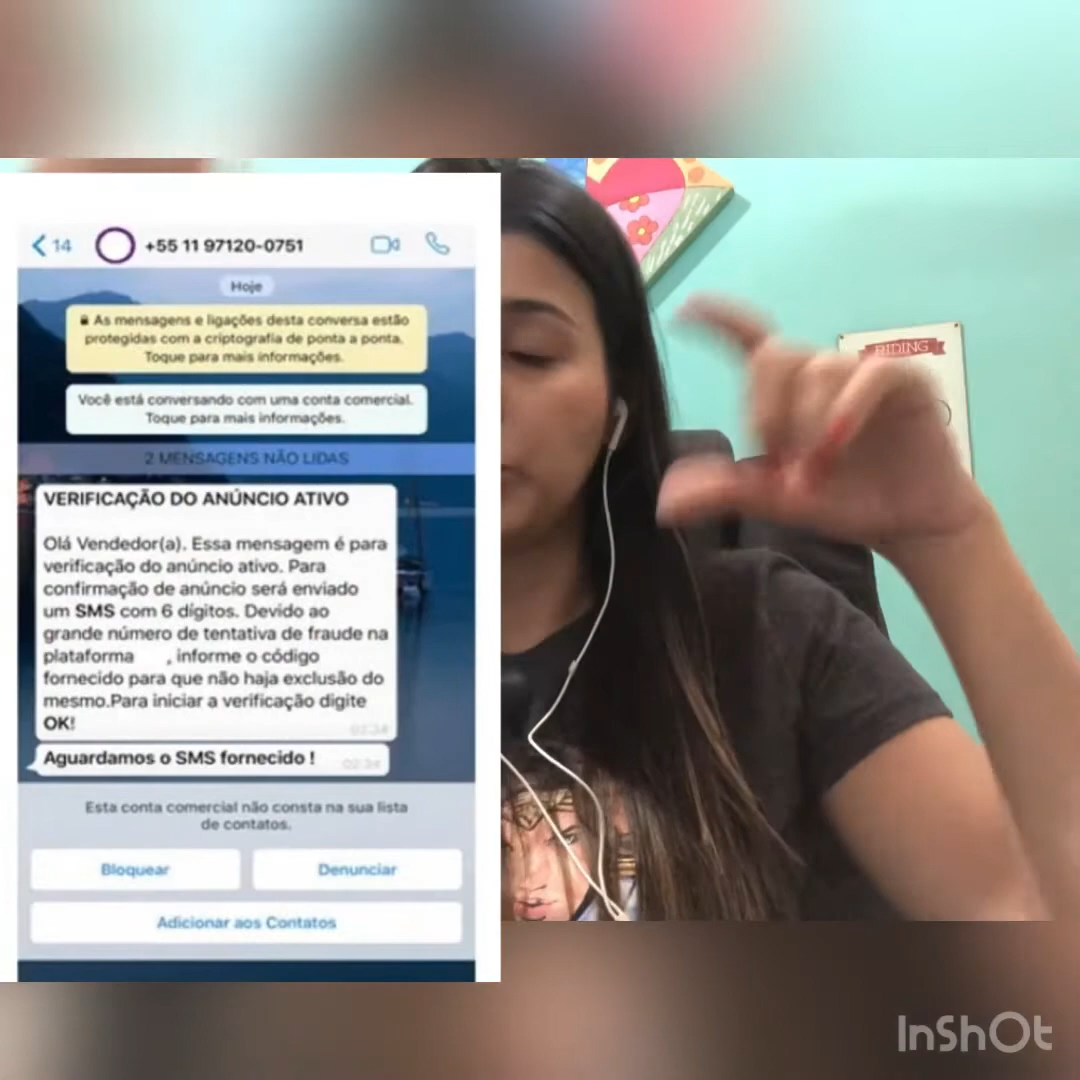 14
+55 11 97120-0751
Hoje
As mensagens e ligações desta conversa estão
protegidas com a criptografia de ponta a ponta.
Toque para mais informações.
Você está conversando com uma conta comercial.
Toque para mais informações.
2 MENSAGENS NÃO LIDAS
VERIFICAÇÃO DO ANÚNCIO ATIVO
Olá Vendedor(a). Essa mensagem é para
verificação do anúncio ativo. Para
confirmação de anúncio será enviado
um SMS com 6 dígitos. Devido ao
grande número de tentativa de fraude na
plataforma , informe o código
fornecido para que não haja exclusão do
mesmo.Para iniciar a verificação digite
OK!
02:34
Aguardamos o SMS fornecido !
02:34
Esta conta comercial não consta na sua lista
de contatos.
Bloquear
Denunciar
Adicionar aos Contatos
RIDING
InShOt